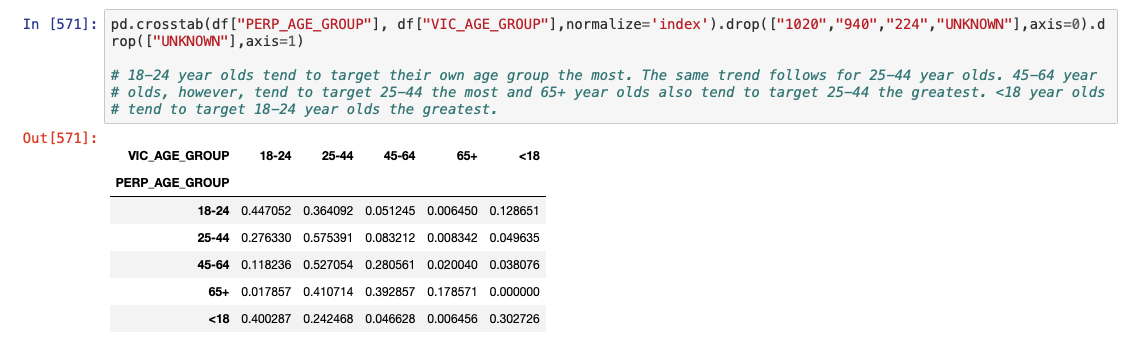 In [571]: pd.crosstab(df["PERP_AGE_GROUP"], df["VIC_AGE_GROUP"],normalize='index').drop(["1020","940","224","UNKNOWN"],axis=0).d
rop(["UNKNOWN"],axis=1)
# 18-24 year olds tend to target their own age group the most. The same trend follows for 25-44 year olds. 45-64 year
# olds, however, tend to target 25-44 the most and 65+ year olds also tend to target 25-44 the greatest. <18 year olds
# tend to target 18-24 year olds the greatest.
Out[571]:
VIC_AGE_GROUP 18-24 25-44 45-64 65+ <18
PERP_AGE_GROUP
18-24 0.447052 0.364092 0.051245 0.006450 0.128651
25-44 0.276330 0.575391 0.083212 0.008342 0.049635
45-64 0.118236 0.527054 0.280561 0.020040 0.038076
65+ 0.017857 0.410714 0.392857 0.178571 0.000000
<18 0.400287 0.242468 0.046628 0.006456 0.302726